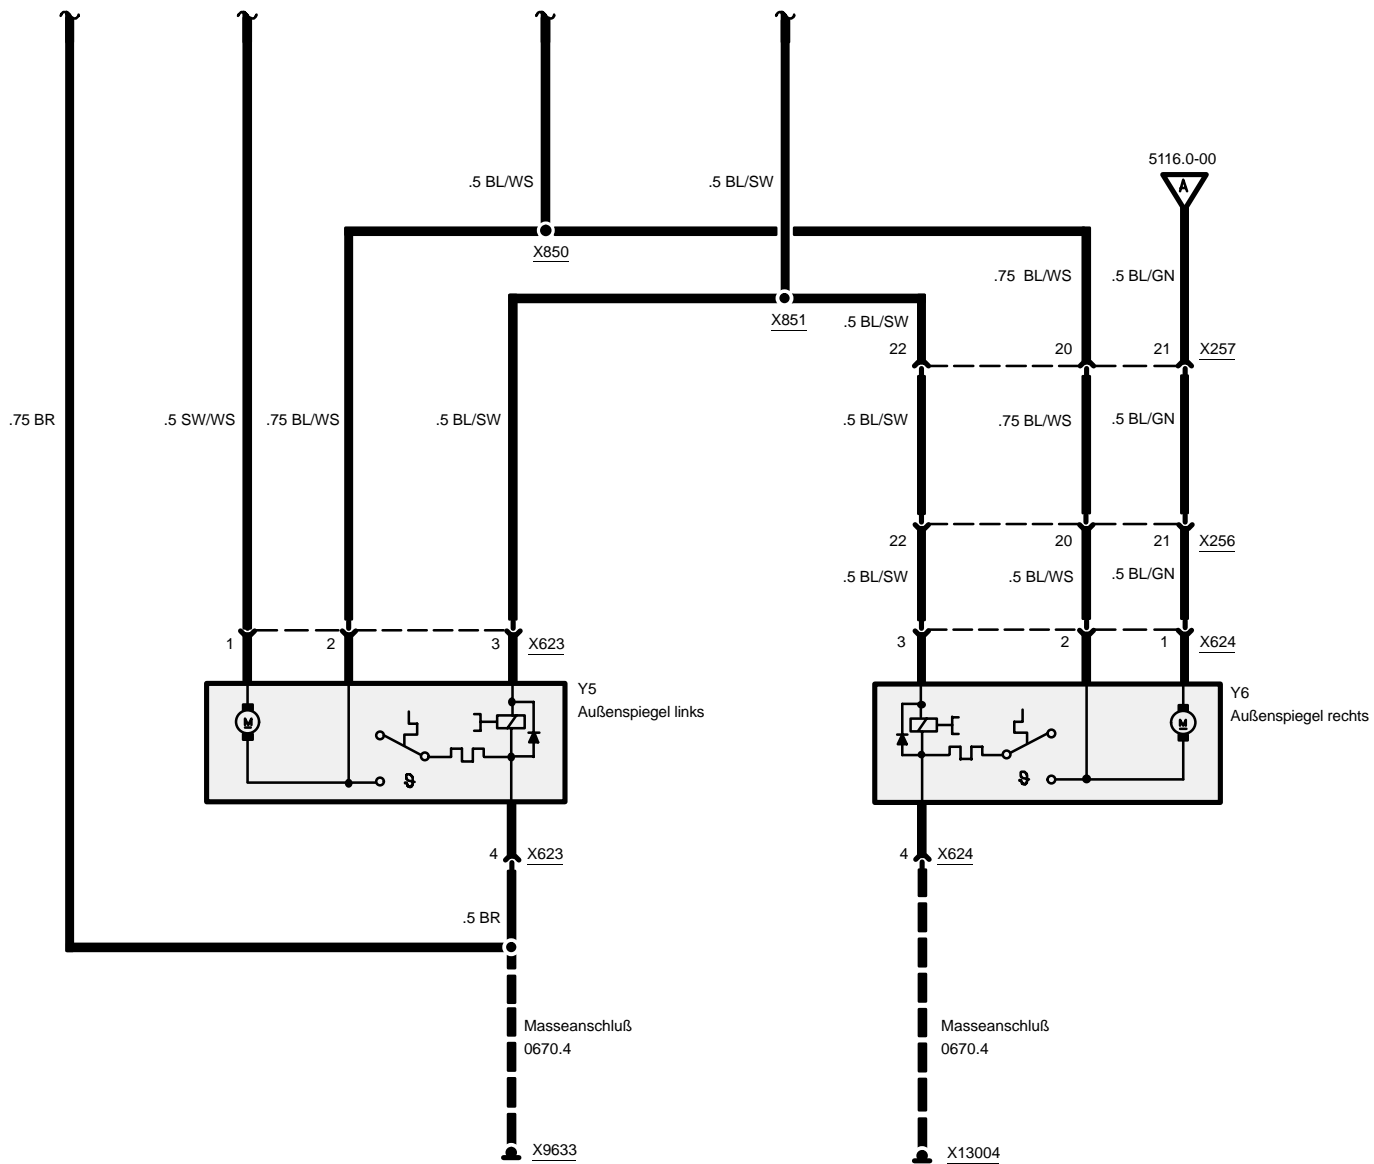 5116.0-00
A
.5 BL/WS
.5 BL/SW
X850
.75 BL/WS
.5 BL/GN
X851
.5 BL/SW
22
20
21
X257
.75 BR
.5 SW/WS
.75 BL/WS
.5 BL/SW
.5 BL/SW
.75 BL/WS
.5 BL/GN
22
20
21
X256
.5 BL/SW
.5 BL/WS
.5 BL/GN
1
2
3
X623
3
2
1
X624
Y5
Außenspiegel links
Y6
Außenspiegel rechts
M
M
ϑ
ϑ
4
X623
4
X624
.5 BR
Masseanschluß
0670.4
Masseanschluß
0670.4
X9633
X13004